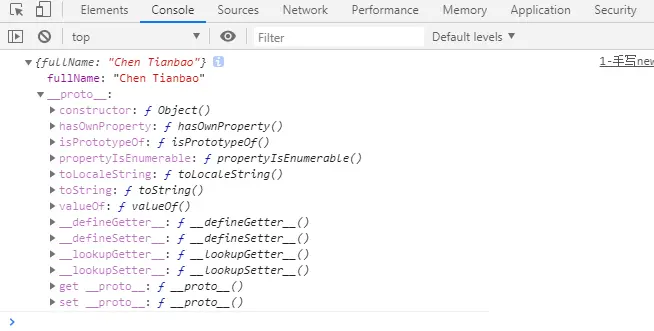 Elements Console Sources Network Performance Memory Application Security
top Filter Default levels
{fullName: "Chen Tianbao"} i 1-手写new
fullName: "Chen Tianbao"
__proto__:
constructor: ƒ Object()
hasOwnProperty: ƒ hasOwnProperty()
isPrototypeOf: ƒ isPrototypeOf()
propertyIsEnumerable: ƒ propertyIsEnumerable()
toLocaleString: ƒ toLocaleString()
toString: ƒ toString()
valueOf: ƒ valueOf()
__defineGetter__: ƒ __defineGetter__()
__defineSetter__: ƒ __defineSetter__()
__lookupGetter__: ƒ __lookupGetter__()
__lookupSetter__: ƒ __lookupSetter__()
get __proto__: ƒ __proto__()
set __proto__: ƒ __proto__()